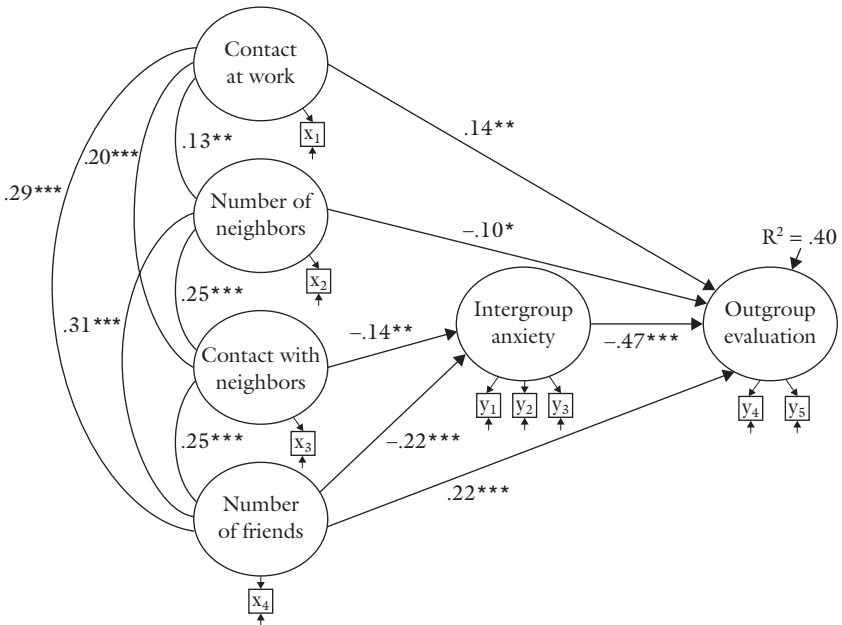 Contact
at work
x₁
.14**
.13**
.20***
.29***
Number of
neighbors
x₂
–.10*
R² = .40
.25***
.31***
Intergroup
anxiety
–.47***
Outgroup
evaluation
Contact with
neighbors
–.14**
x₃
y₁
y₂
y₃
y₄
y₅
.25***
–.22***
.22***
Number
of friends
x₄